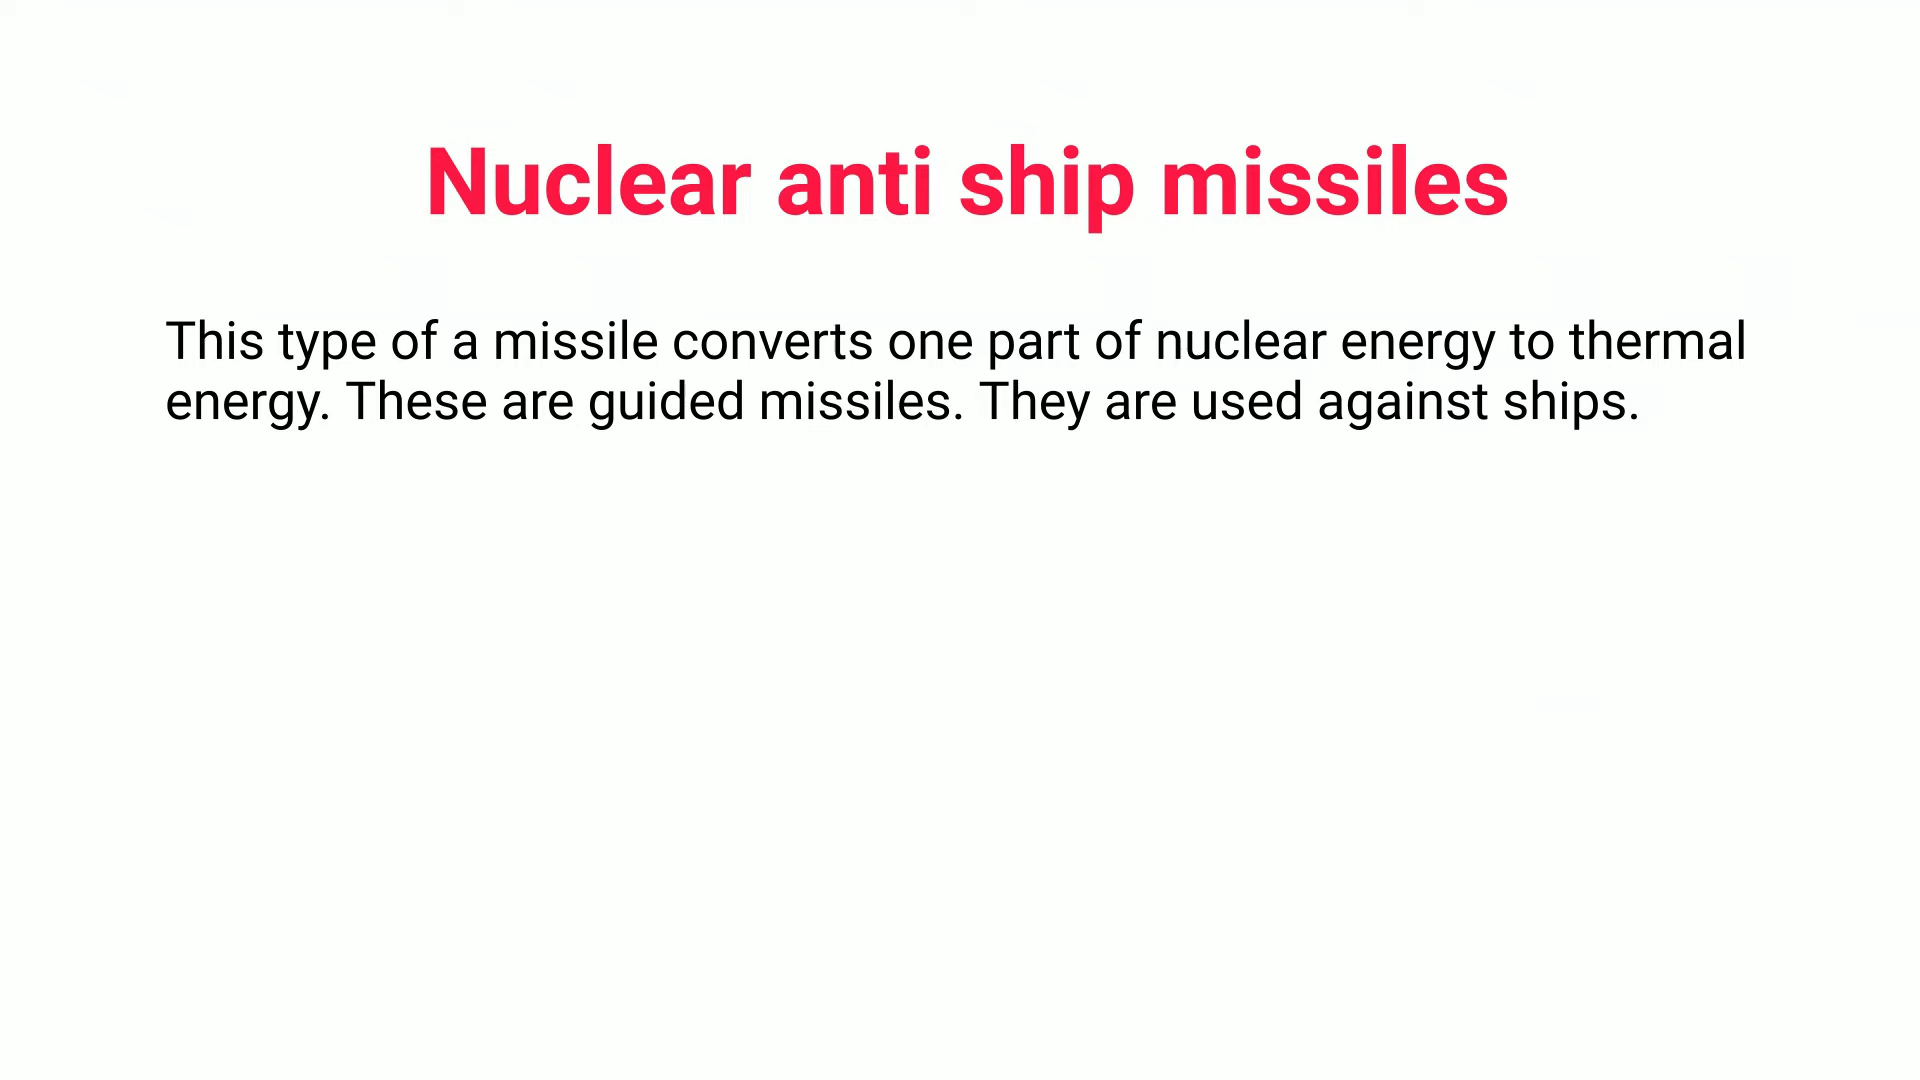 Nuclear anti ship missiles
This type of a missile converts one part of nuclear energy to thermal
energy. These are guided missiles. They are used against ships.